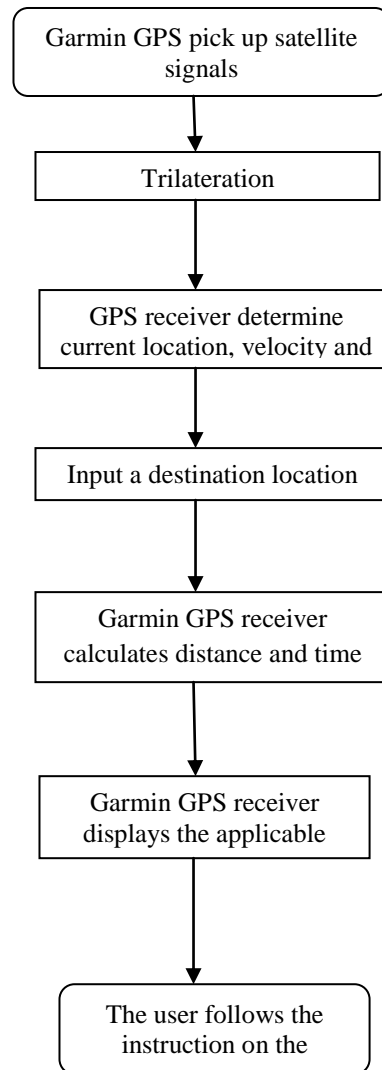 Garmin GPS pick up satellite
signals
Trilateration
GPS receiver determine
current location, velocity and
Input a destination location
Garmin GPS receiver
calculates distance and time
Garmin GPS receiver
displays the applicable
The user follows the
instruction on the